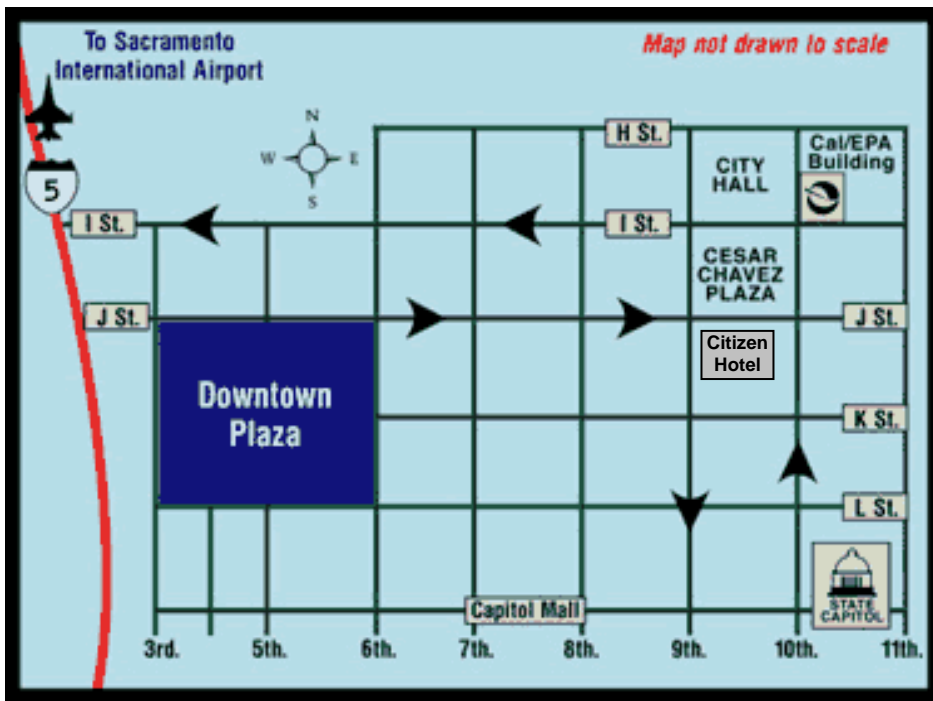 To Sacramento
International Airport
Map not drawn to scale
N
W E
S
5
H St.
CITY
HALL
Cal/EPA
Building
I St.
I St.
CESAR
CHAVEZ
PLAZA
J St.
J St.
Citizen
Hotel
Downtown
Plaza
K St.
L St.
Capitol Mall
STATE
CAPITOL
3rd. 5th. 6th. 7th. 8th. 9th. 10th. 11th.